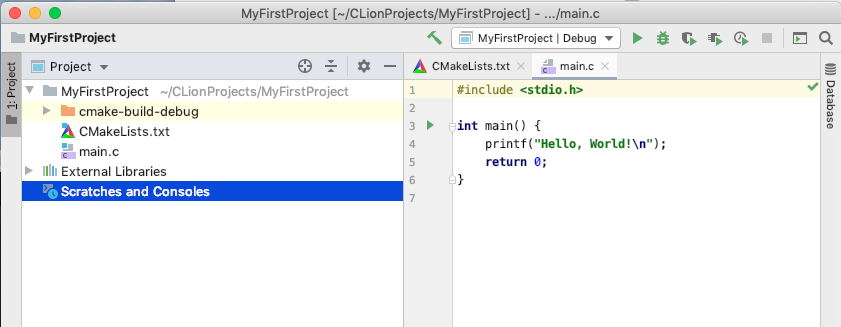 MyFirstProject [~/CLionProjects/MyFirstProject] - .../main.c
MyFirstProject
MyFirstProject | Debug
1: Project
Project
MyFirstProject ~/CLionProjects/MyFirstProject
cmake-build-debug
CMakeLists.txt
main.c
External Libraries
Scratches and Consoles
CMakeLists.txt
main.c
1 #include <stdio.h>
2
3 int main() {
4 printf("Hello, World!\n");
5 return 0;
6 }
7
Database